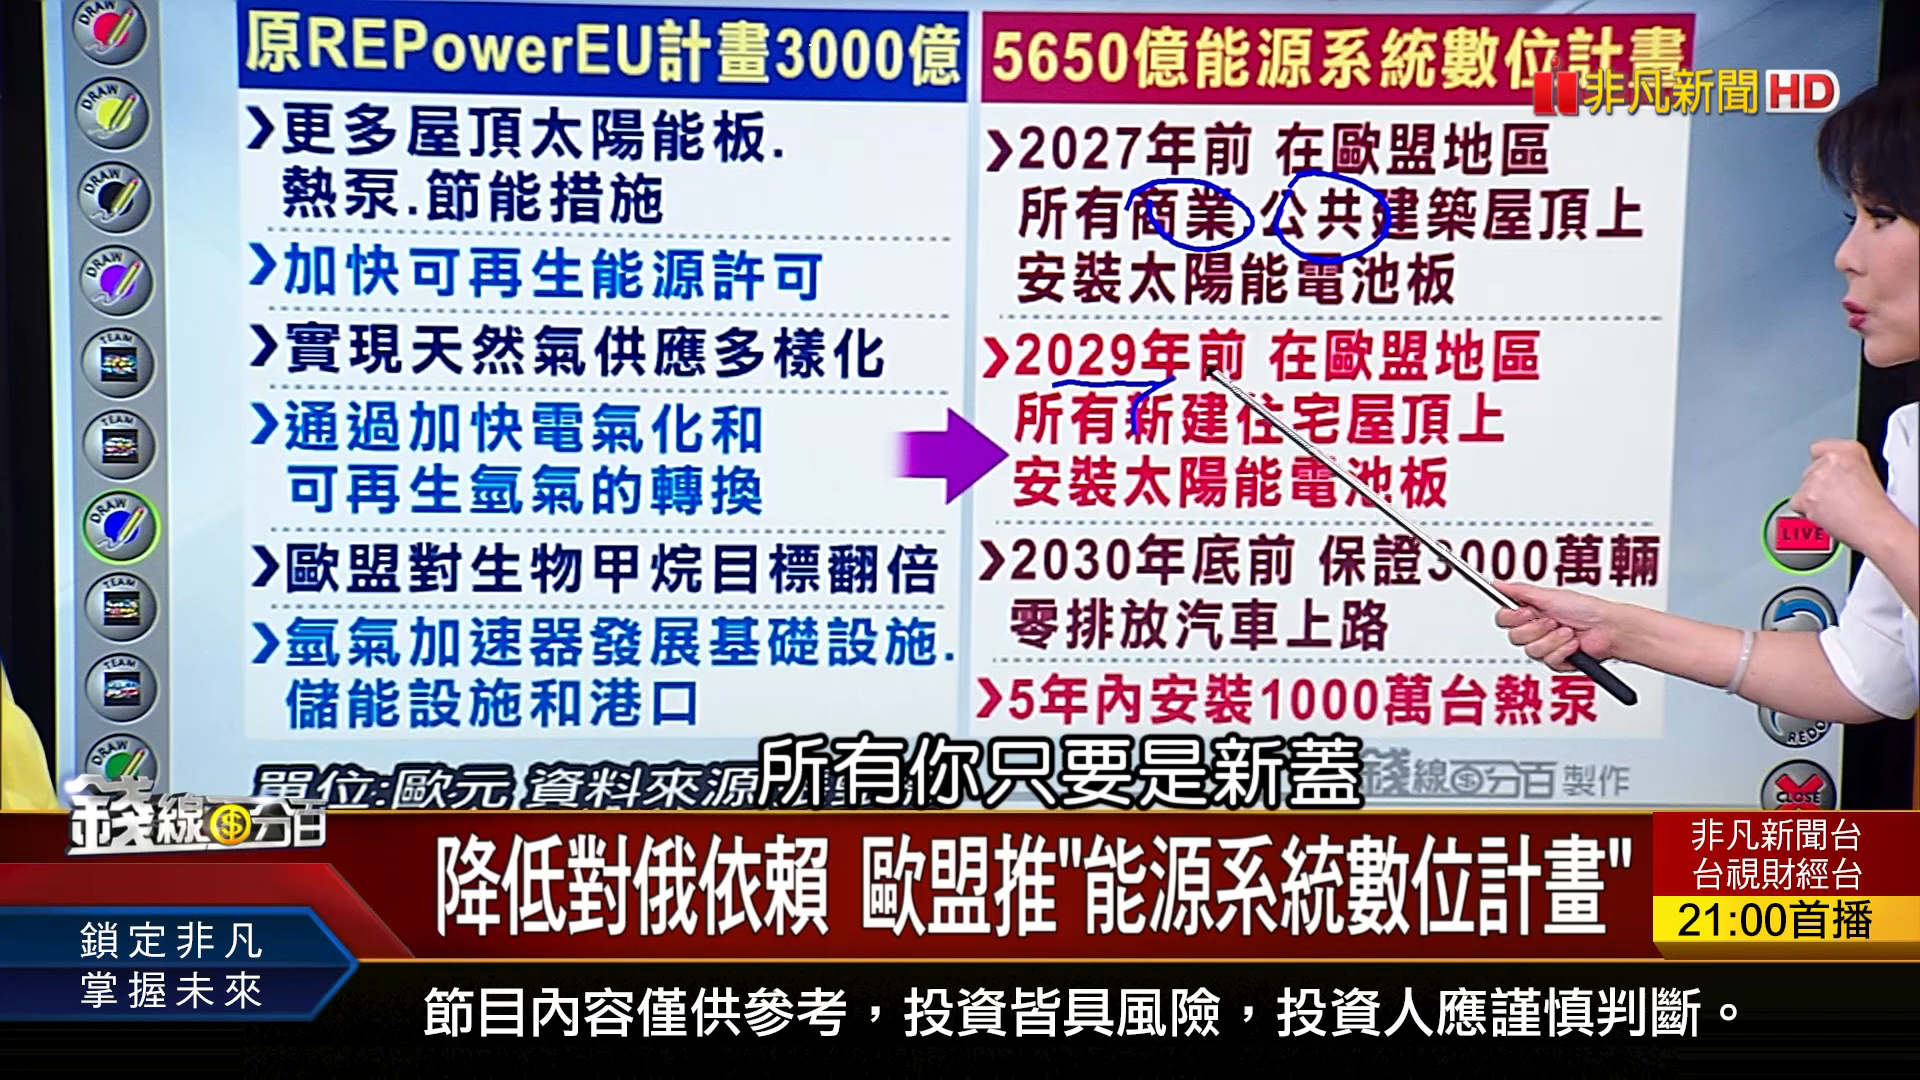 原REPowerEU計畫3000億
更多屋頂太陽能板.
熱泵.節能措施
加快可再生能源許可
實現天然氣供應多樣化
通過加快電氣化和
可再生氫氣的轉換
歐盟對生物甲烷目標翻倍
氫氣加速器發展基礎設施.
儲能設施和港口
5650億能源系統數位計畫
2027年前 在歐盟地區
所有商業.公共建築屋頂上
安裝太陽能電池板
2029年前 在歐盟地區
所有新建住宅屋頂上
安裝太陽能電池板
2030年底前 保證3000萬輛
零排放汽車上路
5年內安裝1000萬台熱泵
非凡新聞HD
DRAW
DRAW
DRAW
DRAW
TEAM
TEAM
DRAW
TEAM
TEAM
DRAW
LIVE
REDO
CLOSE
單位:歐元 資料來源
錢線百分百製作
所有你只要是新蓋
錢線百分百
降低對俄依賴 歐盟推"能源系統數位計畫"
非凡新聞台
台視財經台
21:00首播
鎖定非凡
掌握未來
節目內容僅供參考，投資皆具風險，投資人應謹慎判斷。